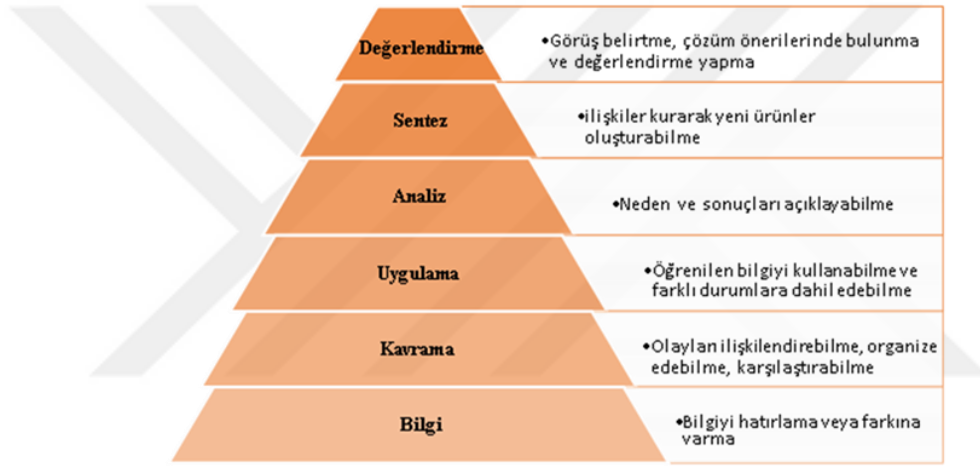 Değerlendirme
•Görüş belirtme, çözüm önerilerinde bulunma
ve değerlendirme yapma
Sentez
•ilişkiler kurarak yeni ürünler
oluşturabilme
Analiz
•Neden ve sonuçları açıklayabilme
Uygulama
•Öğrenilen bilgiyi kullanabilme ve
farklı durumlara dahil edebilme
Kavrama
•Olayları ilişkilendirebilme, organize
edebilme, karşılaştırabilme
Bilgi
•Bilgiyi hatırlama veya farkına
varma